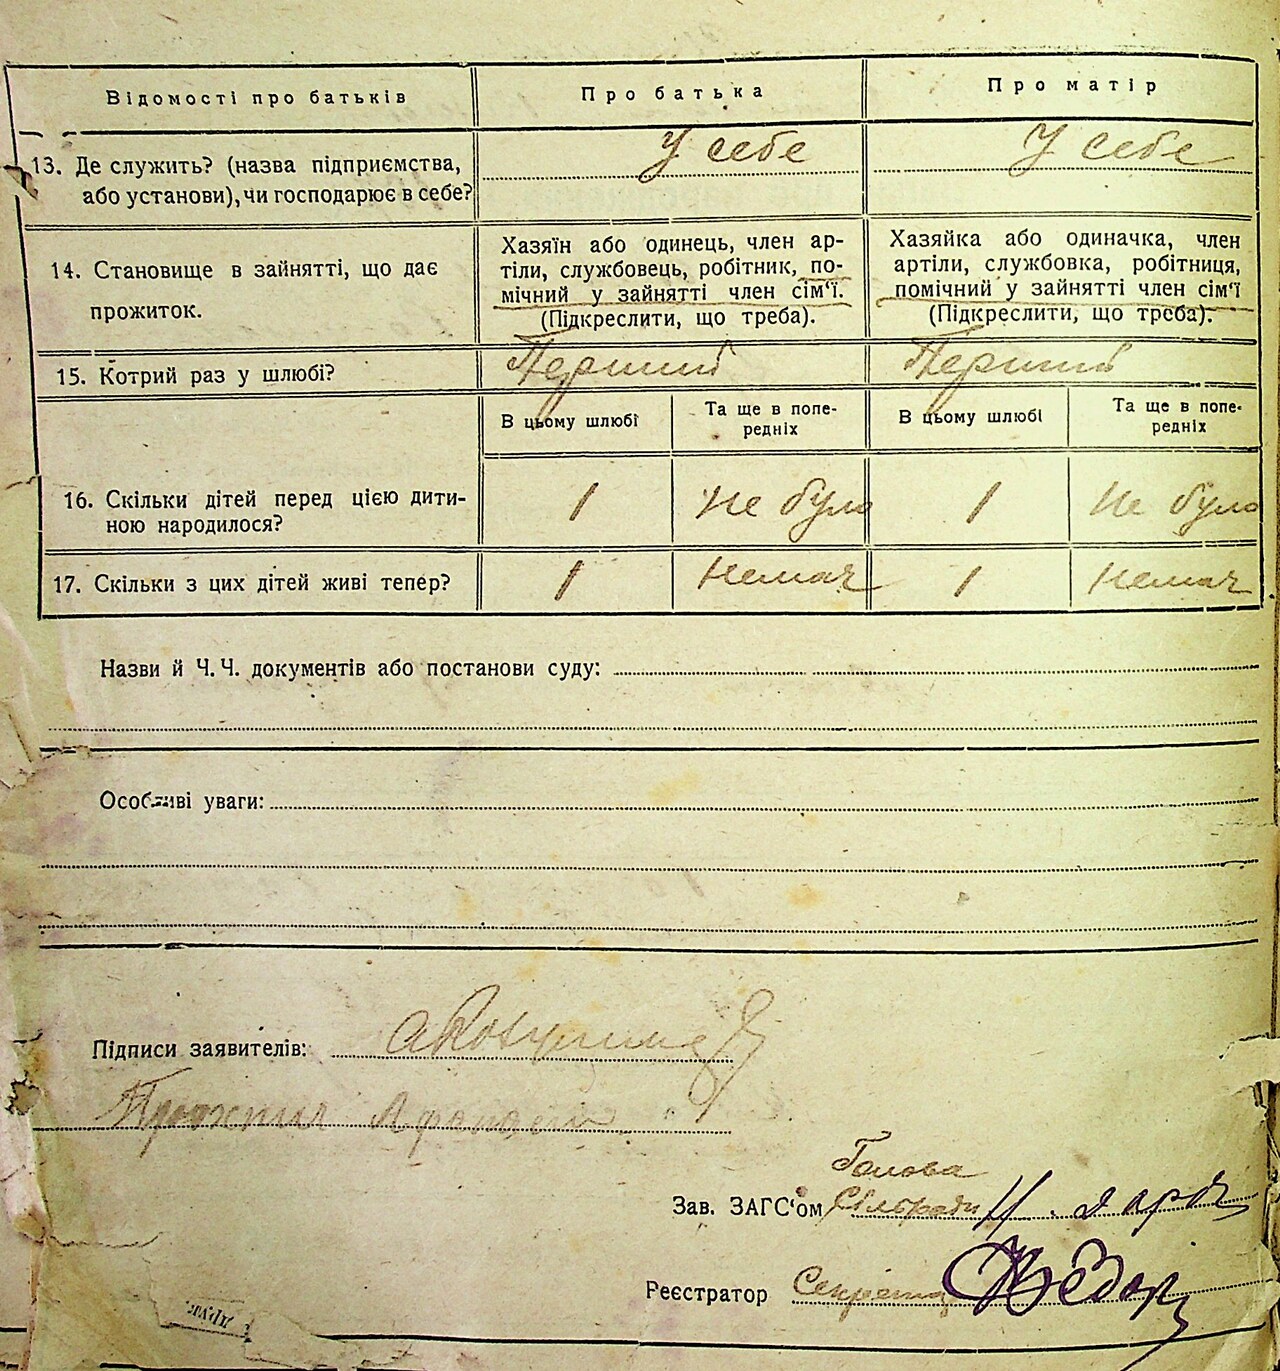 Відомості про батьків
Про батька
Про матір
13. Де служить? (назва підприємства,
або установи), чи господарює в себе?
У себе
У себе
14. Становище в зайнятті, що дає
прожиток.
Хазяїн або одинець, член ар-
тіли, службовець, робітник, по-
мічний у зайнятті член сім‘ї.
(Підкреслити, що треба).
Хазяйка або одиначка, член
артіли, службовка, робітниця,
помічний у зайнятті член сім‘ї
(Підкреслити, що треба).
15. Котрий раз у шлюбі?
Перший
Перший
В цьому шлюбі
Та ще в попе-
редніх
В цьому шлюбі
Та ще в попе-
редніх
16. Скільки дітей перед цією дити-
ною народилося?
1
Не було
1
Не було
17. Скільки з цих дітей живі тепер?
1
Немає
1
Немає
Назви й Ч. Ч. документів або постанови суду:
Особливі уваги:
Підписи заявителів:
Голова
Зав. ЗАГС‘ом Сільради
Реєстратор